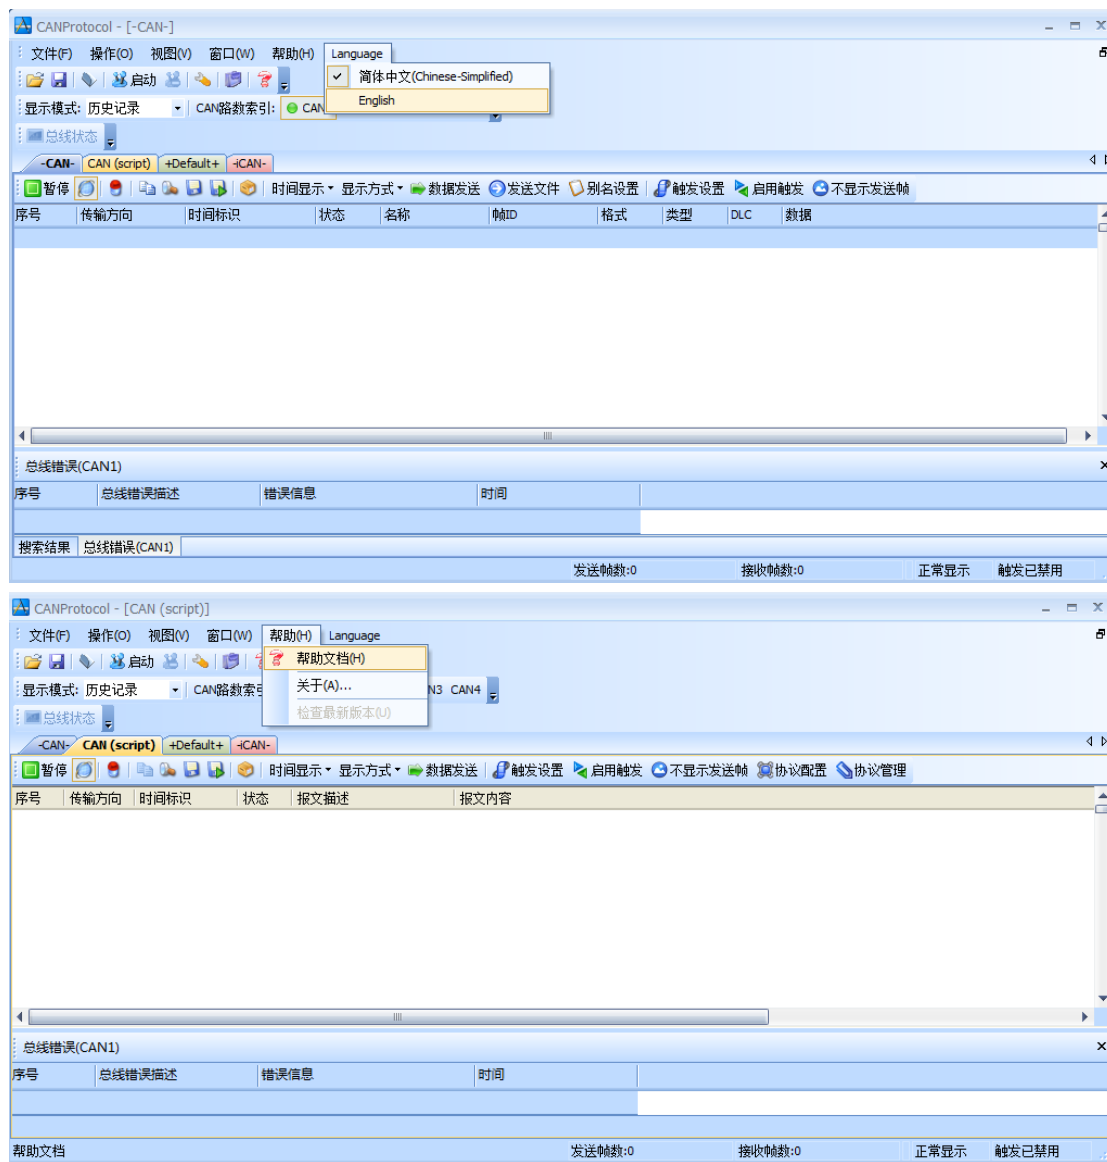 CANProtocol - [-CAN-]
文件(F) 操作(O) 视图(V) 窗口(W) 帮助(H) Language
启动
简体中文(Chinese-Simplified)
显示模式: 历史记录 CAN路数索引: CAN
English
总线状态
-CAN- CAN (script) +Default+ -iCAN-
暂停 时间显示 显示方式 数据发送 发送文件 别名设置 触发设置 启用触发 不显示发送帧
序号 传输方向 时间标识 状态 名称 帧ID 格式 类型 DLC 数据
总线错误(CAN1)
序号 总线错误描述 错误信息 时间
搜索结果 总线错误(CAN1)
发送帧数:0 接收帧数:0 正常显示 触发已禁用
CANProtocol - [CAN (script)]
文件(F) 操作(O) 视图(V) 窗口(W) 帮助(H) Language
启动
帮助文档(H)
显示模式: 历史记录 CAN路数索引 N3 CAN4
关于(A)...
检查最新版本(U)
总线状态
-CAN- CAN (script) +Default+ -iCAN-
暂停 时间显示 显示方式 数据发送 触发设置 启用触发 不显示发送帧 协议配置 协议管理
序号 传输方向 时间标识 状态 报文描述 报文内容
总线错误(CAN1)
序号 总线错误描述 错误信息 时间
帮助文档 发送帧数:0 接收帧数:0 正常显示 触发已禁用